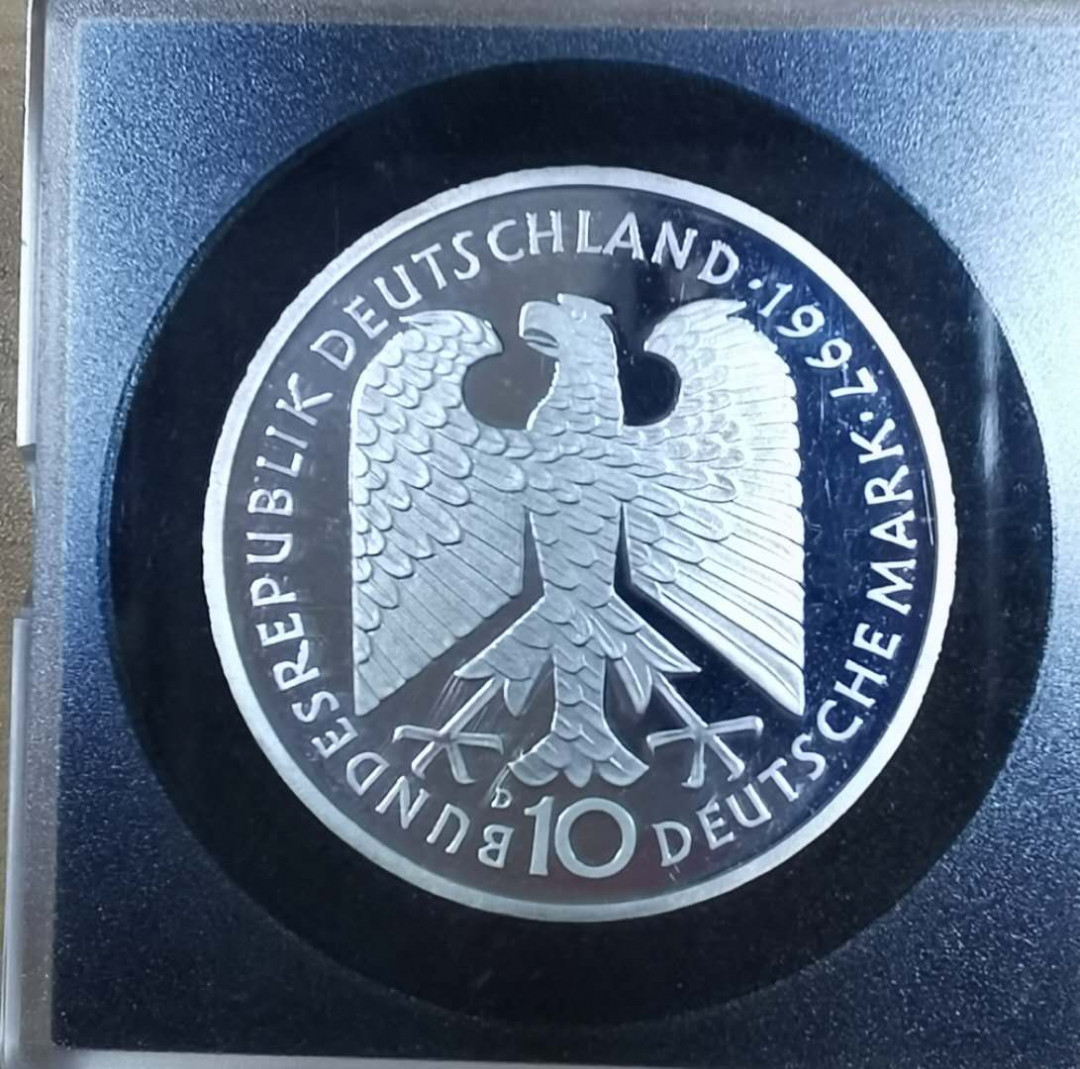 BUNDESREPUBLIK DEUTSCHLAND · 1997 ·
DEUTSCHE MARK
D
10